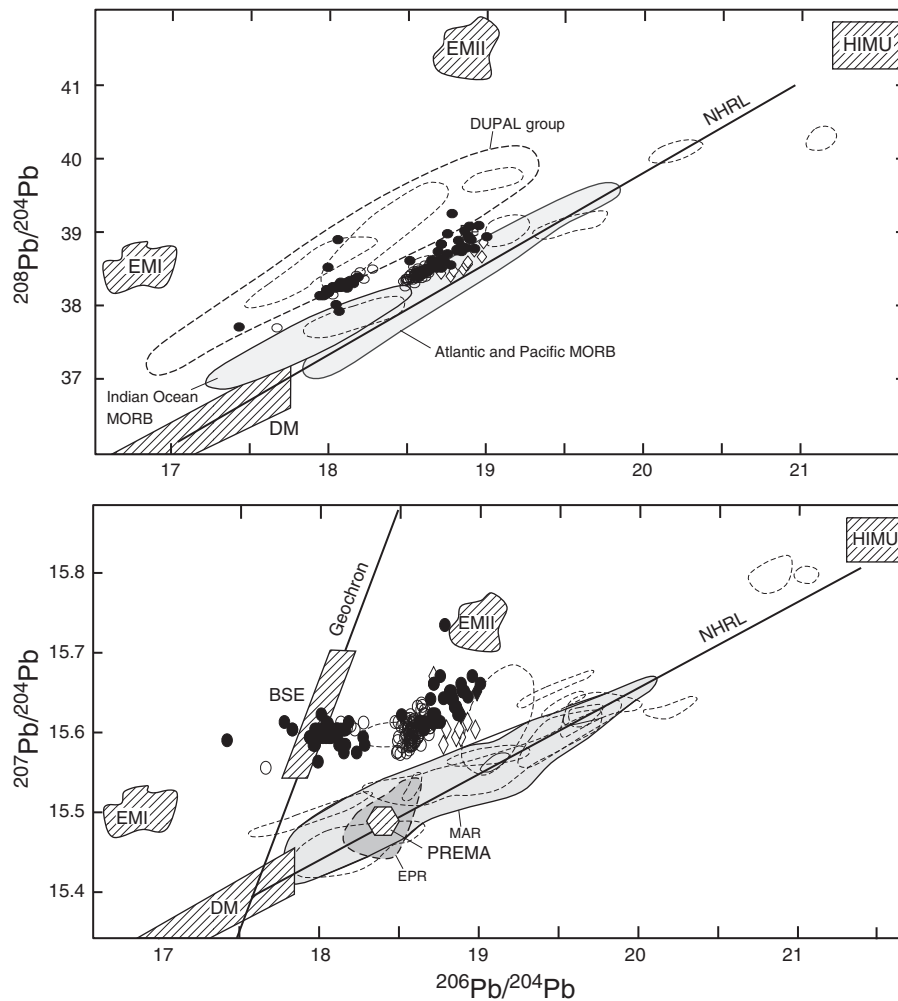 EMII
HIMU
41
NHRL
DUPAL group
40
208Pb/204Pb
39
EMI
38
Atlantic and Pacific MORB
37
Indian Ocean
MORB
DM
17
18
19
20
21
HIMU
15.8
Geochron
EMII
NHRL
15.7
BSE
207Pb/204Pb
15.6
15.5
EMI
MAR
PREMA
EPR
15.4
DM
17
18
19
20
21
206Pb/204Pb